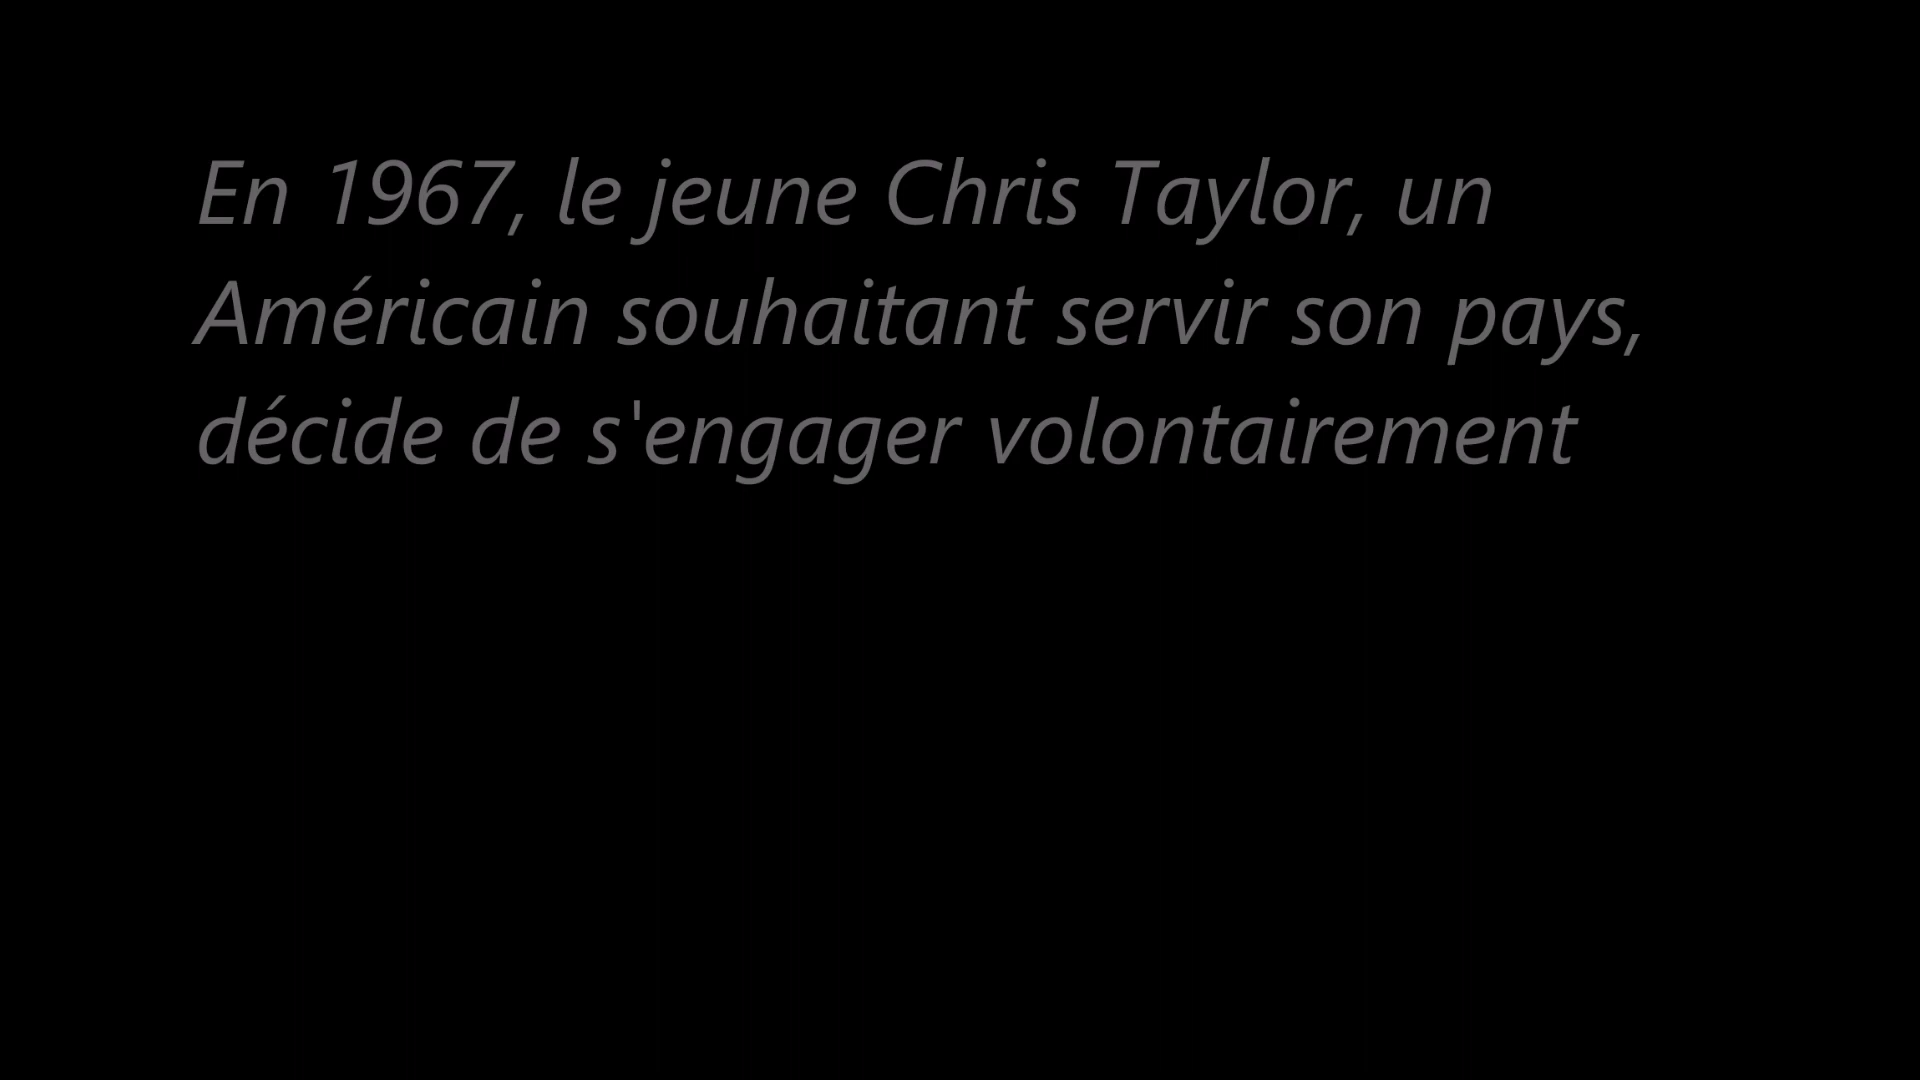 En 1967, le jeune Chris Taylor, un
Américain souhaitant servir son pays,
décide de s'engager volontairement